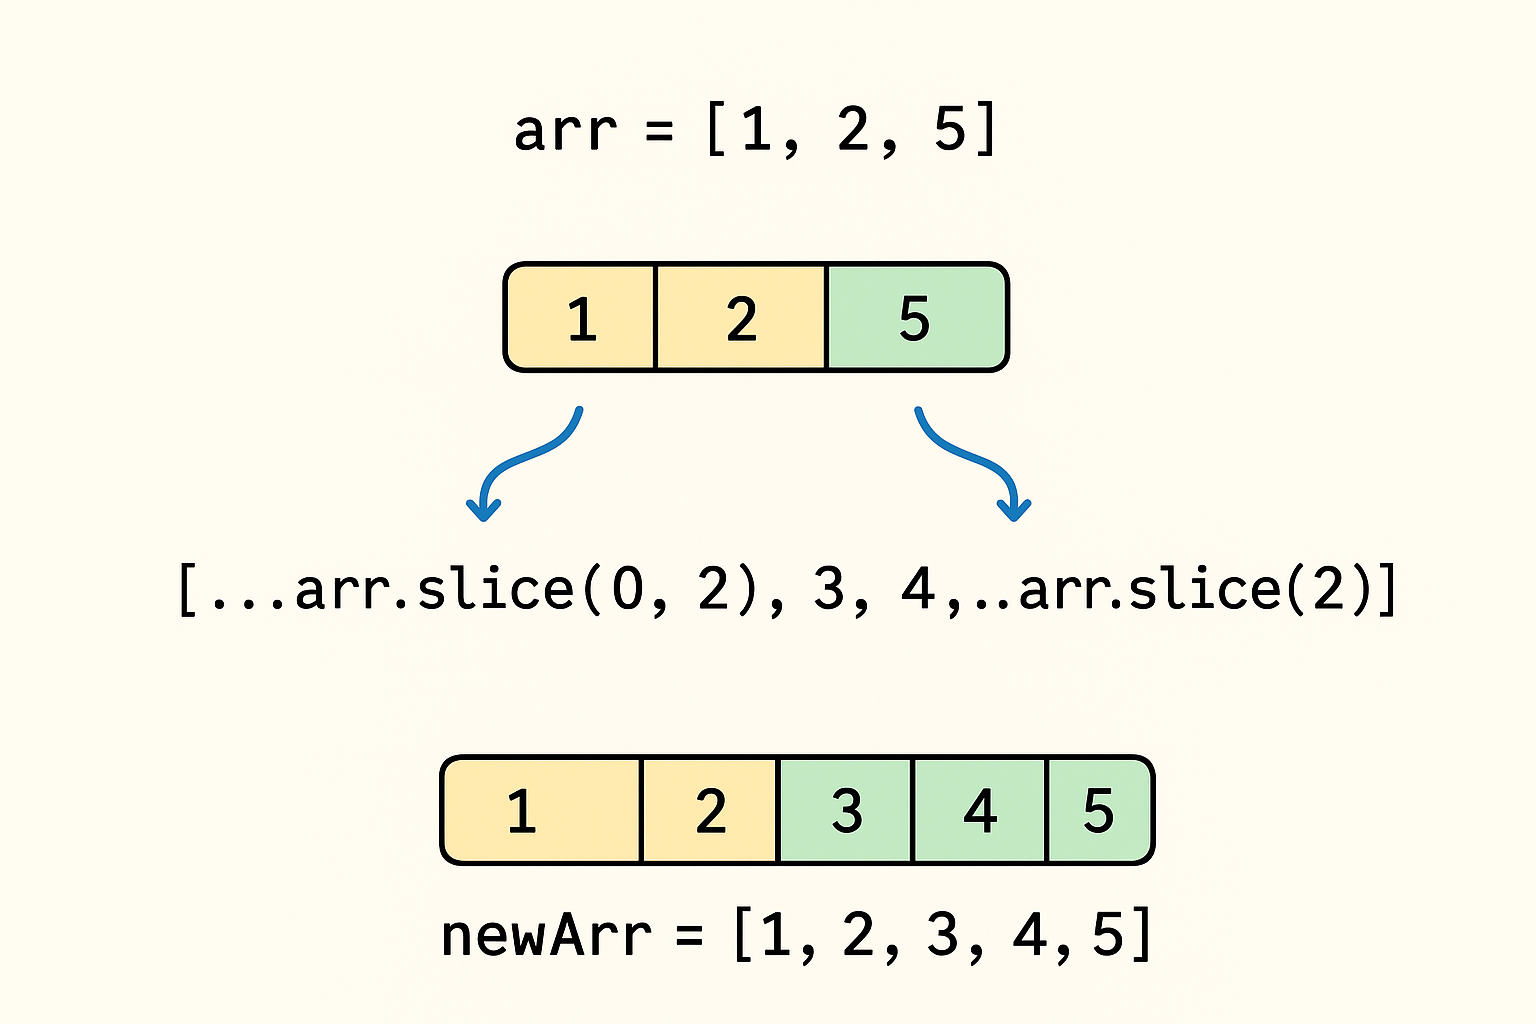 arr = [1, 2, 5]
1 2 5
[...arr.slice(0, 2), 3, 4,..arr.slice(2)]
1 2 3 4 5
newArr = [1, 2, 3, 4, 5]